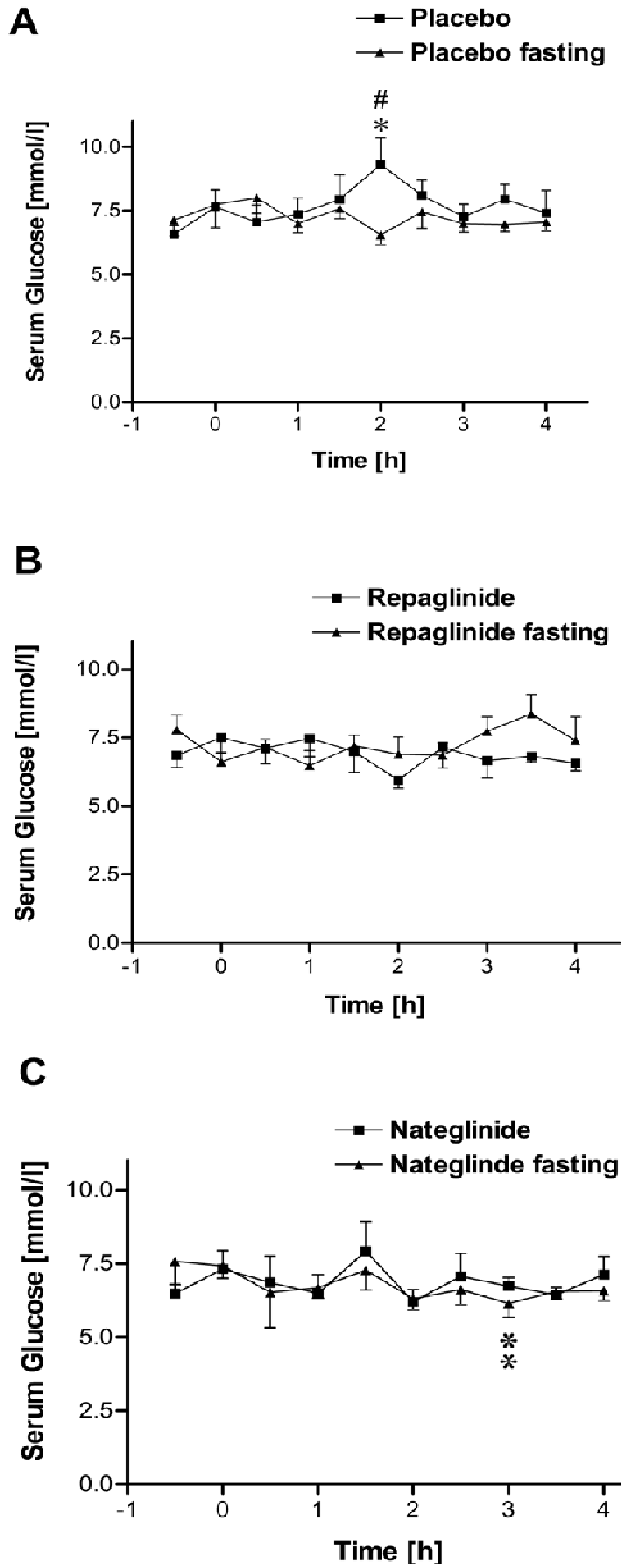 A
Placebo
Placebo fasting
#
*
Serum Glucose [mmol/l]
10.0
7.5
5.0
2.5
0.0
-1 0 1 2 3 4
Time [h]
B
Repaglinide
Repaglinide fasting
Serum Glucose [mmol/l]
10.0
7.5
5.0
2.5
0.0
-1 0 1 2 3 4
Time [h]
C
Nateglinide
Nateglinde fasting
Serum Glucose [mmol/l]
10.0
7.5
5.0
2.5
0.0
*
*
-1 0 1 2 3 4
Time [h]